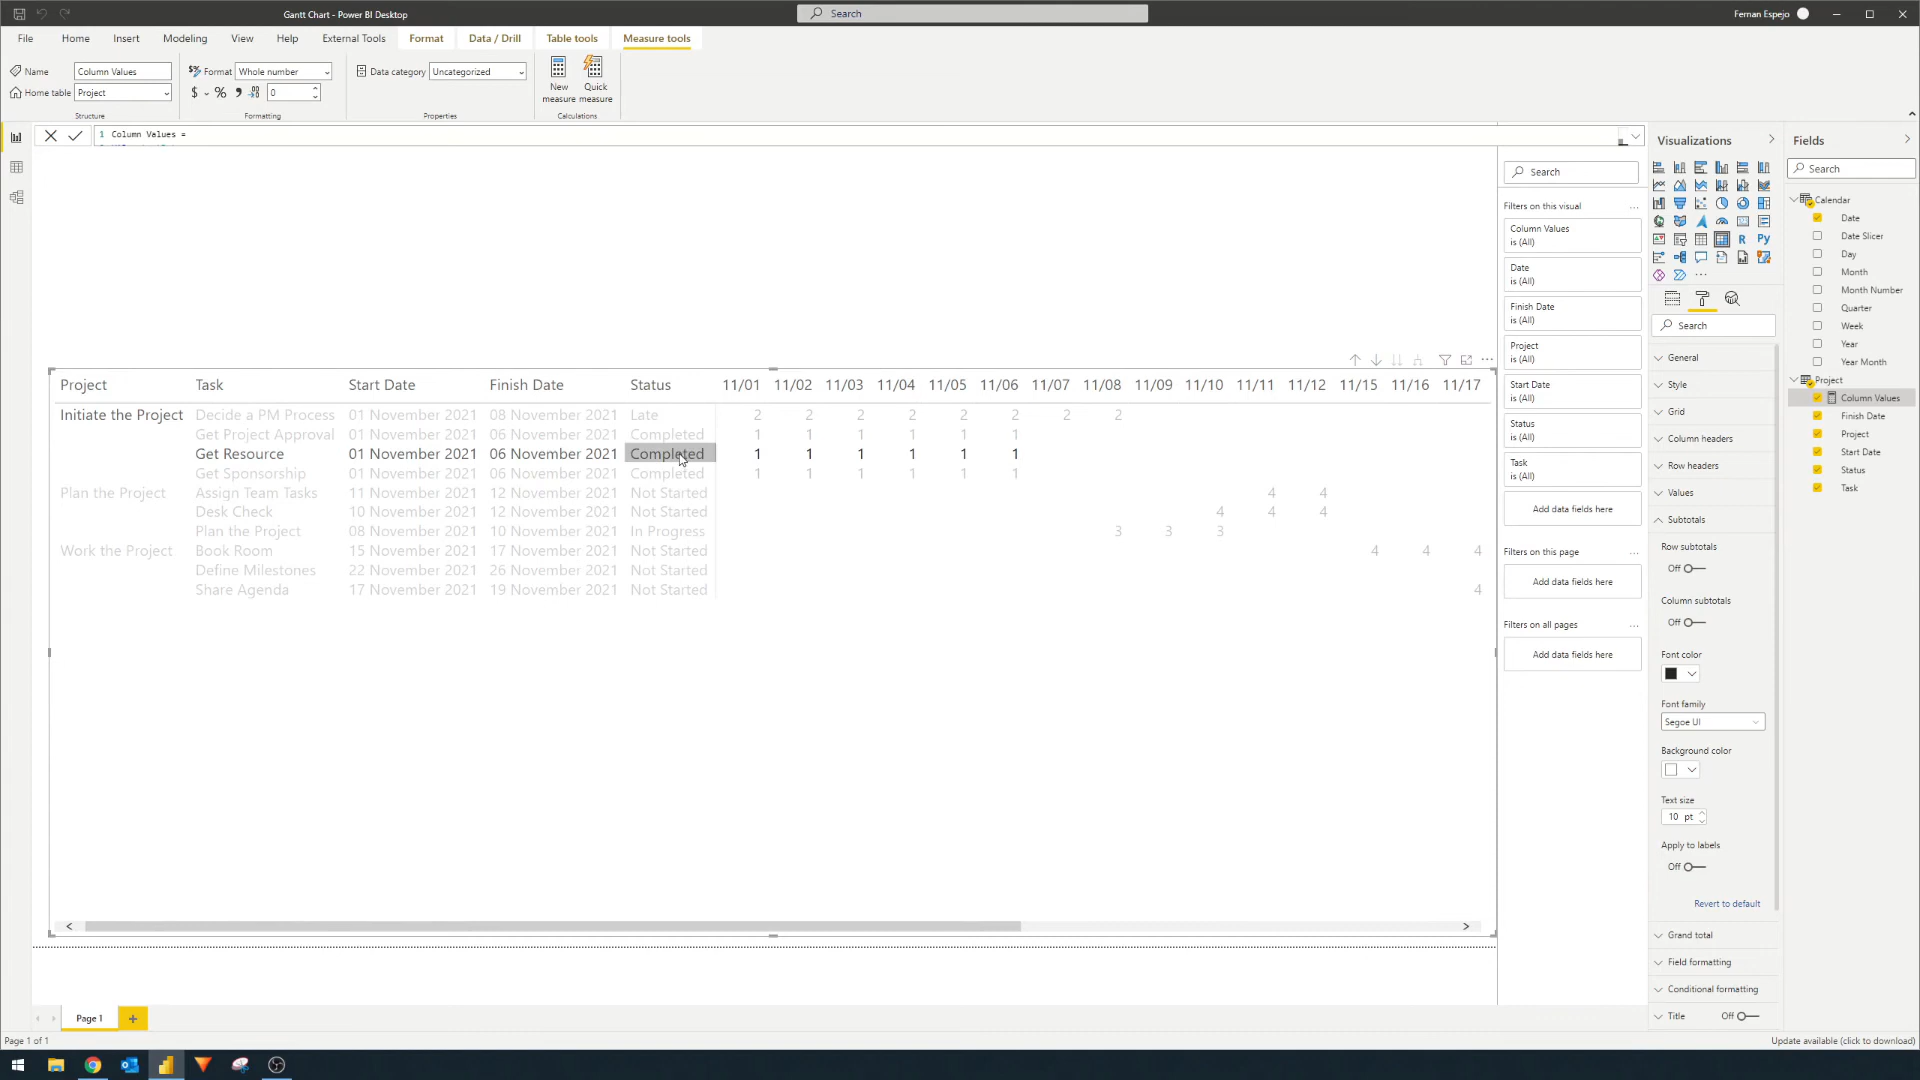 Gantt Chart - Power BI Desktop
Search
Fernan Espejo
File Home Insert Modeling View Help External Tools Format Data / Drill Table tools Measure tools
Name Column Values
Home table Project
Structure
Format Whole number
$ % 0
Formatting
Data category Uncategorized
Properties
New measure
Quick measure
Calculations
1 Column Values =
Project Task Start Date Finish Date Status 11/01 11/02 11/03 11/04 11/05 11/06 11/07 11/08 11/09 11/10 11/11 11/12 11/15 11/16 11/17
Initiate the Project Decide a PM Process 01 November 2021 08 November 2021 Late 2 2 2 2 2 2 2 2
Get Project Approval 01 November 2021 06 November 2021 Completed 1 1 1 1 1 1
Get Resource 01 November 2021 06 November 2021 Completed 1 1 1 1 1 1
Get Sponsorship 01 November 2021 06 November 2021 Completed 1 1 1 1 1 1
Plan the Project Assign Team Tasks 11 November 2021 12 November 2021 Not Started 4 4
Desk Check 10 November 2021 12 November 2021 Not Started 4 4 4
Plan the Project 08 November 2021 10 November 2021 In Progress 3 3 3
Work the Project Book Room 15 November 2021 17 November 2021 Not Started 4 4 4
Define Milestones 22 November 2021 26 November 2021 Not Started
Share Agenda 17 November 2021 19 November 2021 Not Started 4
Search
Filters on this visual
Column Values
is (All)
Date
is (All)
Finish Date
is (All)
Project
is (All)
Start Date
is (All)
Status
is (All)
Task
is (All)
Add data fields here
Filters on this page
Add data fields here
Filters on all pages
Add data fields here
Visualizations
R Py
Search
General
Style
Grid
Column headers
Row headers
Values
Subtotals
Row subtotals
Off
Column subtotals
Off
Font color
Font family
Segoe UI
Background color
Text size
10 pt
Apply to labels
Off
Revert to default
Grand total
Field formatting
Conditional formatting
Title Off
Fields
Search
Calendar
Date
Date Slicer
Day
Month
Month Number
Quarter
Week
Year
Year Month
Project
Column Values
Finish Date
Project
Start Date
Status
Task
Page 1
Page 1 of 1
Update available (click to download)